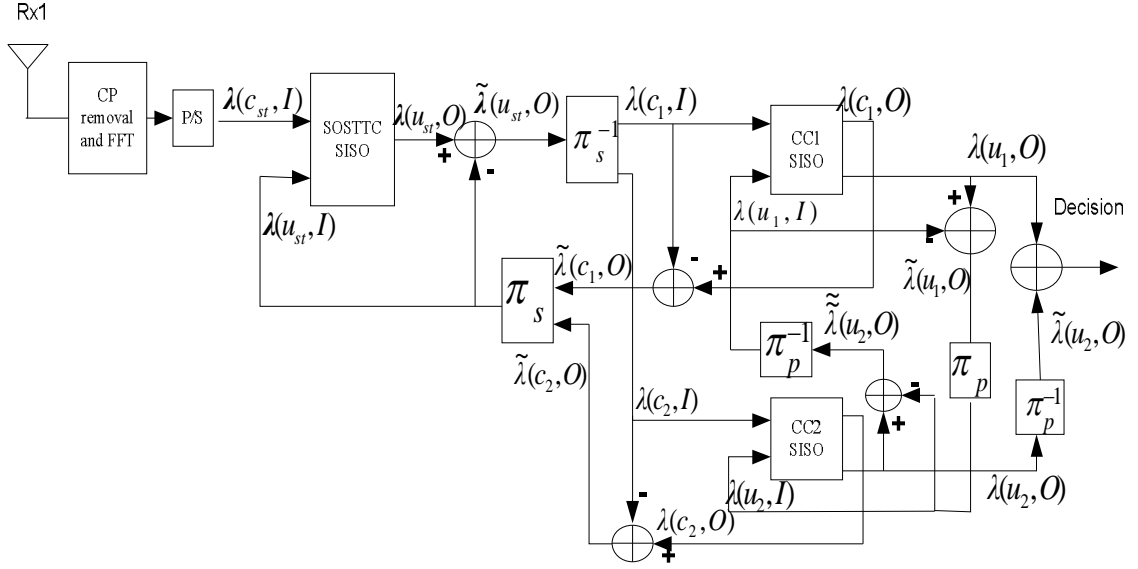 Rx1
CP
removal
and FFT
P/S
λ(c_st, I)
SOSTTC
SISO
λ(u_st, O)
+
-
λ̃(u_st, O)
π_s^{-1}
λ(c_1, I)
CC1
SISO
λ(c_1, O)
λ(u_1, O)
Decision
λ(u_st, I)
λ(u_1, I)
+
-
λ̃(u_1, O)
π_s
λ̃(c_1, O)
-
+
λ̃̃(u_2, O)
λ̃(u_2, O)
π_p^{-1}
π_p
π_p^{-1}
λ̃(c_2, O)
λ(c_2, I)
CC2
SISO
-
+
λ(u_2, I)
λ(u_2, O)
-
λ(c_2, O)
+